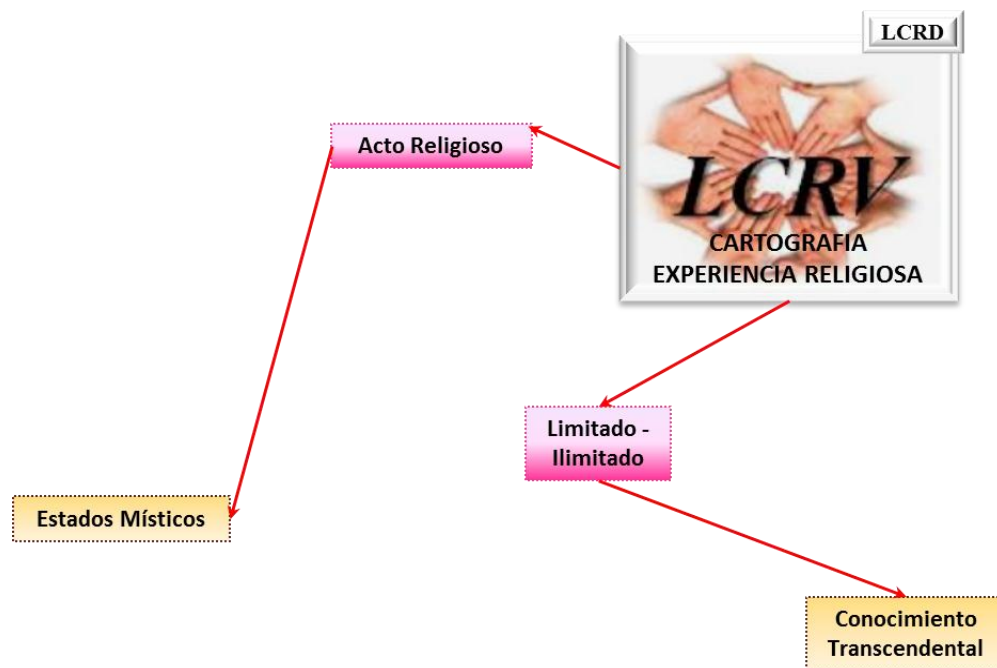 LCRD
LCRV
CARTOGRAFIA
EXPERIENCIA RELIGIOSA
Acto Religioso
Limitado -
Ilimitado
Estados Místicos
Conocimiento
Transcendental